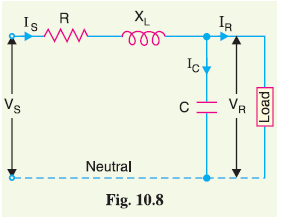 I_S R X_L I_R
I_C
V_S C V_R Load
Neutral
Fig. 10.8